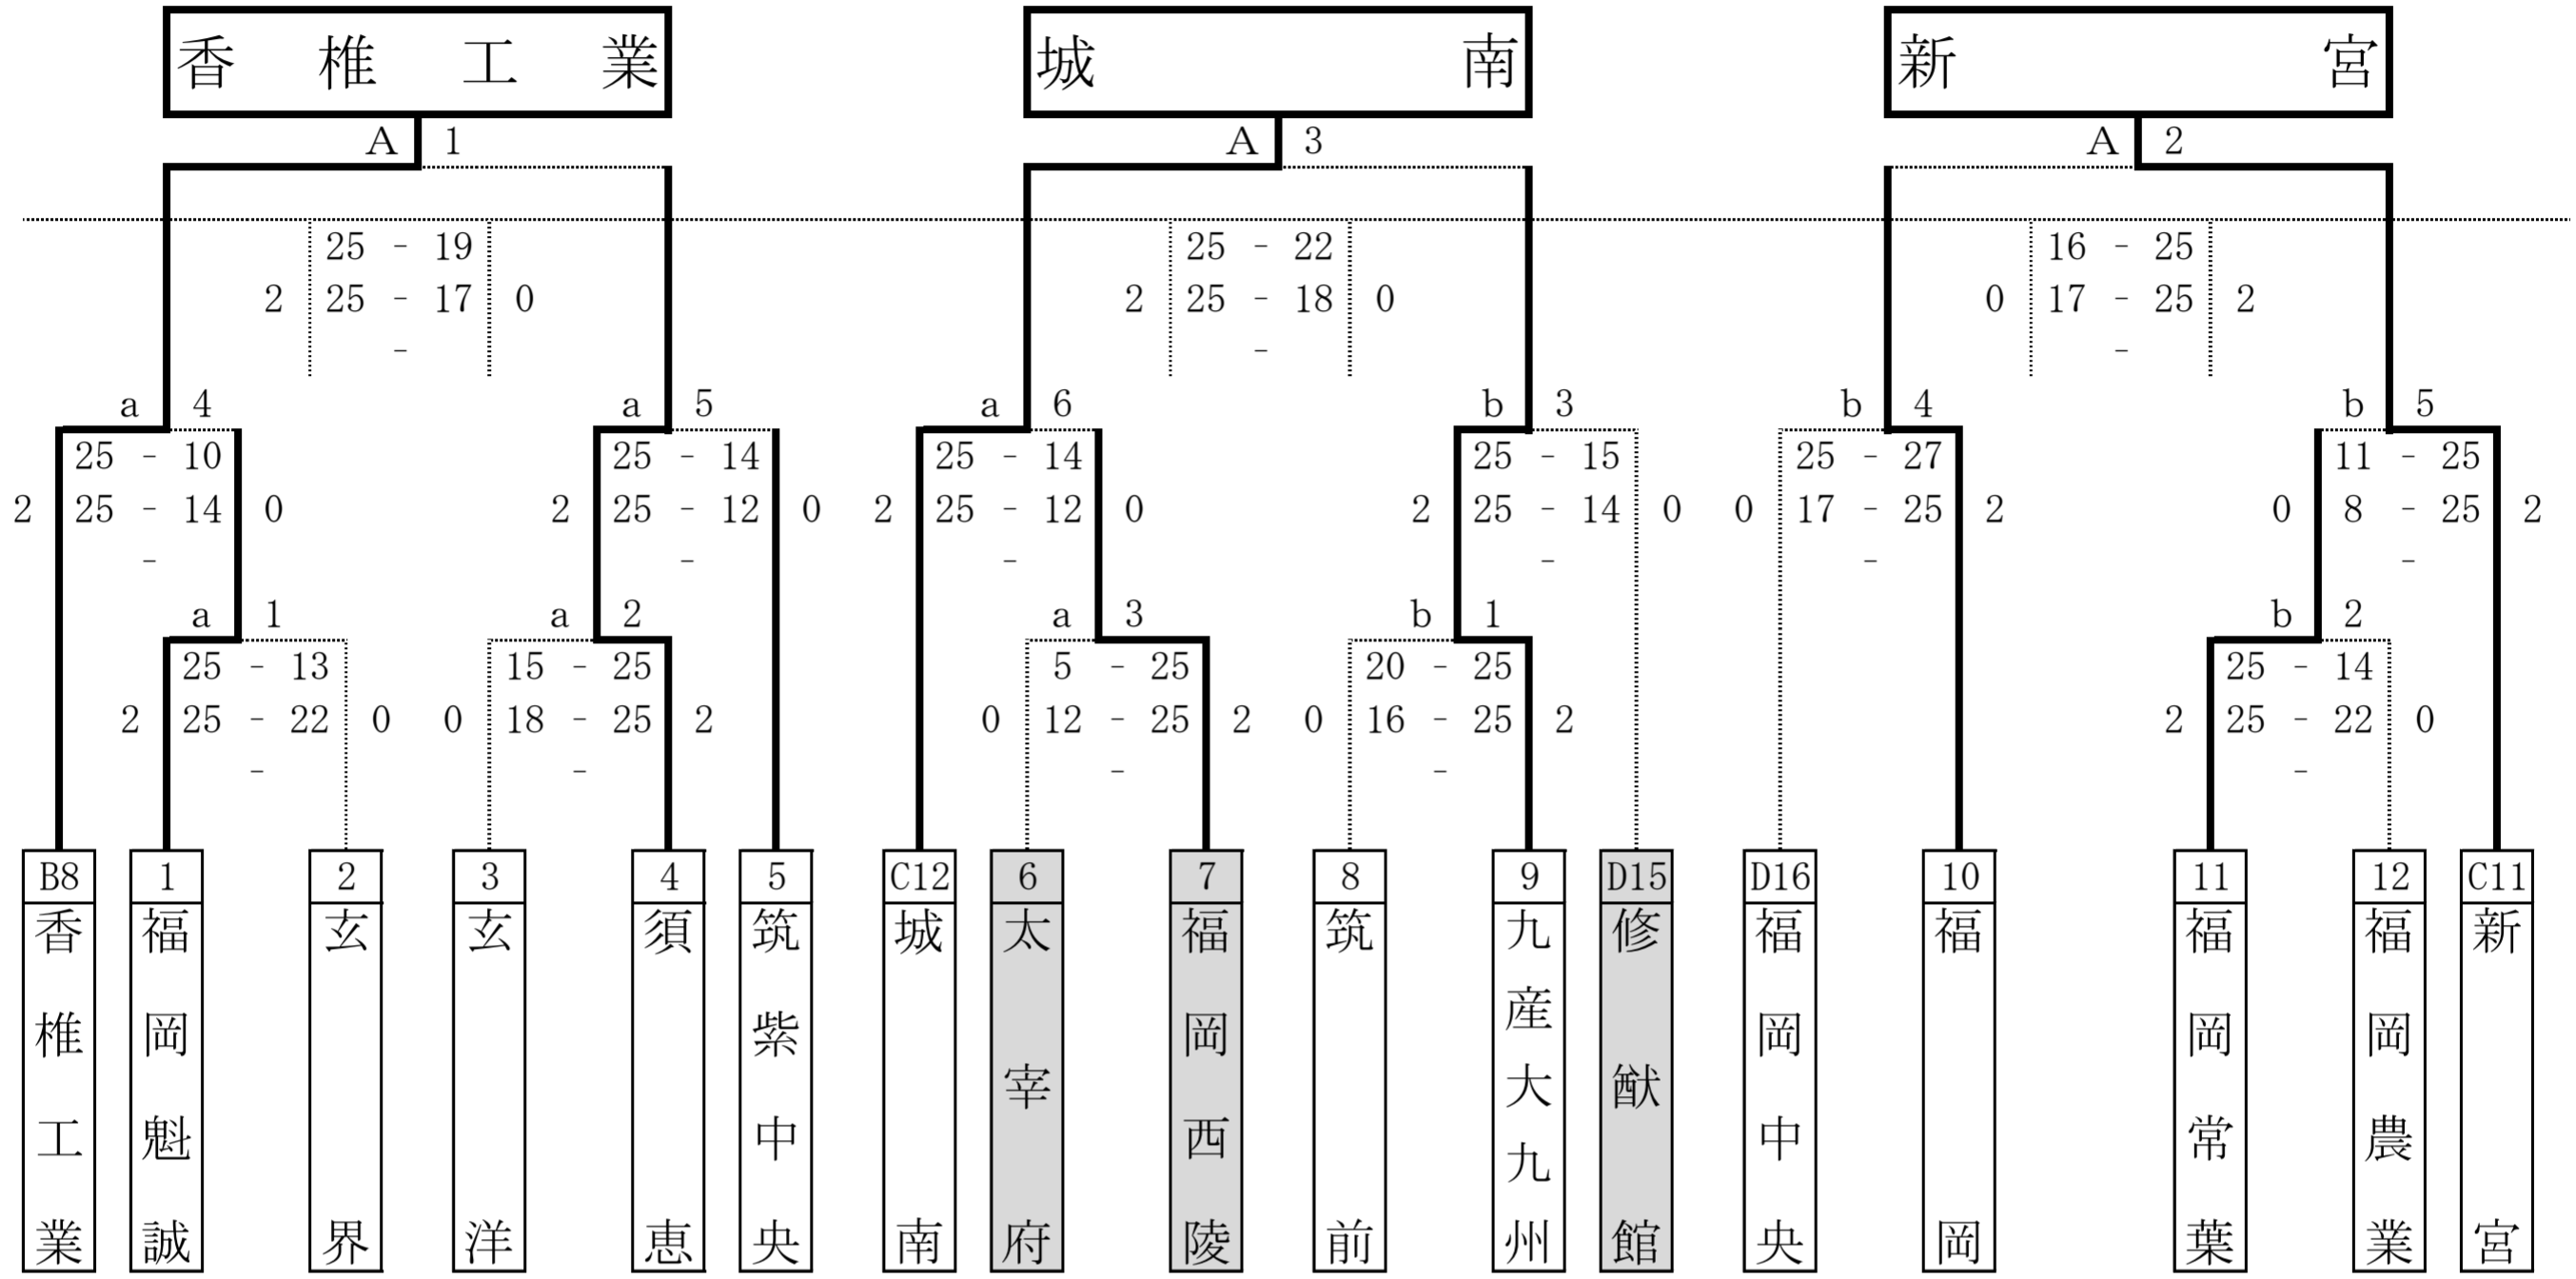 香椎工業 城南 新宮
A 1 A 3 A 2
25 - 19 25 - 22 16 - 25
2 25 - 17 0 2 25 - 18 0 0 17 - 25 2
- - -
a 4 a 5 a 6 b 3 b 4 b 5
25 - 10 25 - 14 25 - 14 25 - 15 25 - 27 11 - 25
2 25 - 14 0 2 25 - 12 0 2 25 - 12 0 2 25 - 14 0 0 17 - 25 2 0 8 - 25 2
- - - - - -
a 1 a 2 a 3 b 1 b 2
25 - 13 15 - 25 5 - 25 20 - 25 25 - 14
2 25 - 22 0 0 18 - 25 2 0 12 - 25 2 0 16 - 25 2 2 25 - 22 0
- - - - -
B8 1 2 3 4 5 C12 6 7 8 9 D15 D16 10 11 12 C11
香椎工業
福岡魁誠
玄界
玄洋
須恵
筑紫中央
城南
太宰府
福岡西陵
筑前
九産大九州
修猷館
福岡中央
福岡
福岡常葉
福岡農業
新宮